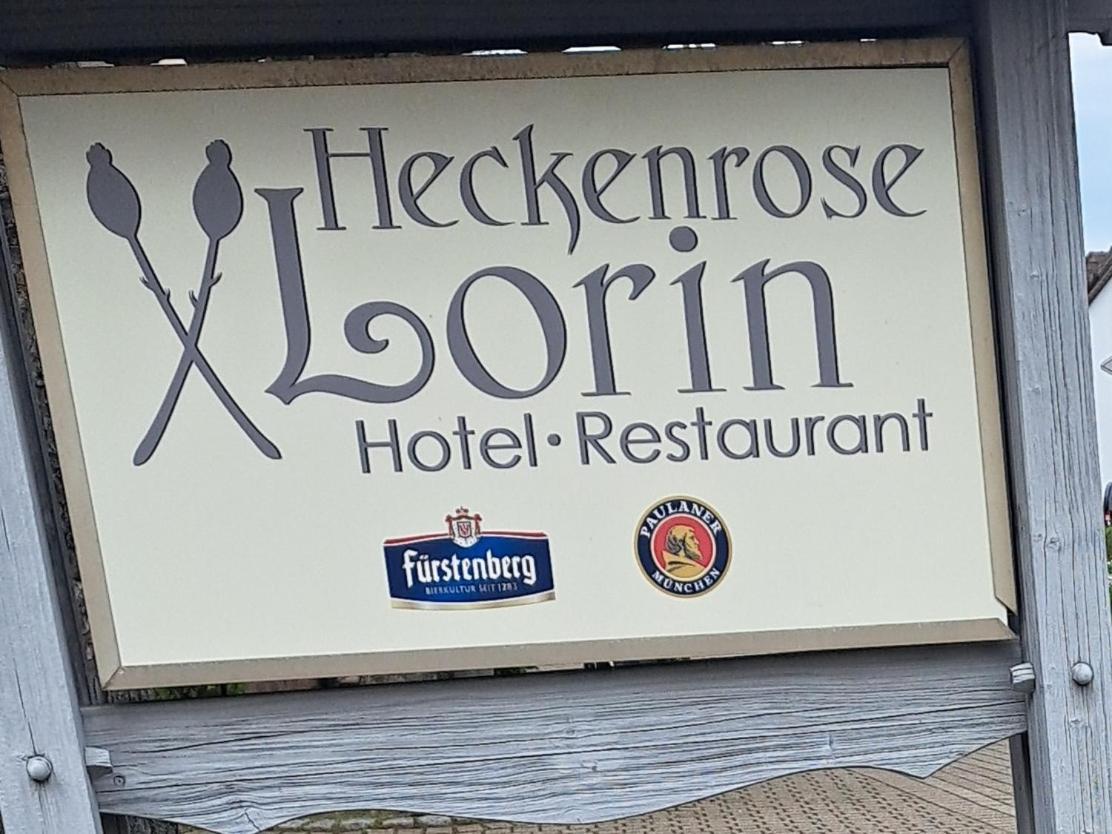 Heckenrose
Lorin
Hotel • Restaurant
Fürstenberg
BIERKULTUR SEIT 1283
PAULANER
MÜNCHEN